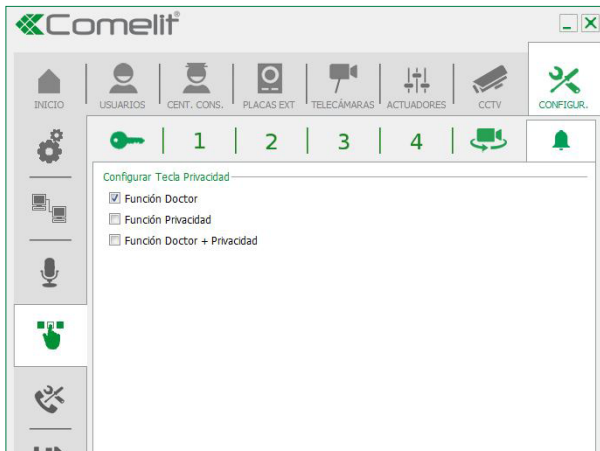 Comelit®
INICIO
USUARIOS
CENT. CONS.
PLACAS EXT
TELECÁMARAS
ACTUADORES
CCTV
CONFIGUR.
1
2
3
4
Configurar Tecla Privacidad
Función Doctor
Función Privacidad
Función Doctor + Privacidad